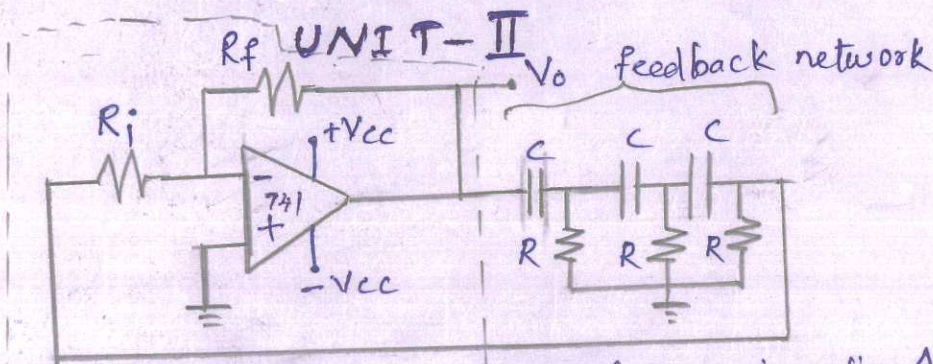 UNIT-II
Rf
Vo
feedback network
Ri
+Vcc
C
C
C
-
741
+
R
R
R
-Vcc